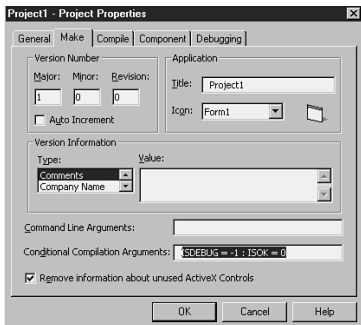 Project1 - Project Properties
General Make Compile Component Debugging
Version Number
Major: Minor: Revision:
1 0 0
Auto Increment
Application
Title: Project1
Icon: Form1
Version Information
Type: Value:
Comments
Company Name
Command Line Arguments:
Conditional Compilation Arguments: ISDEBUG = -1 : ISOK = 0
Remove information about unused ActiveX Controls
OK Cancel Help